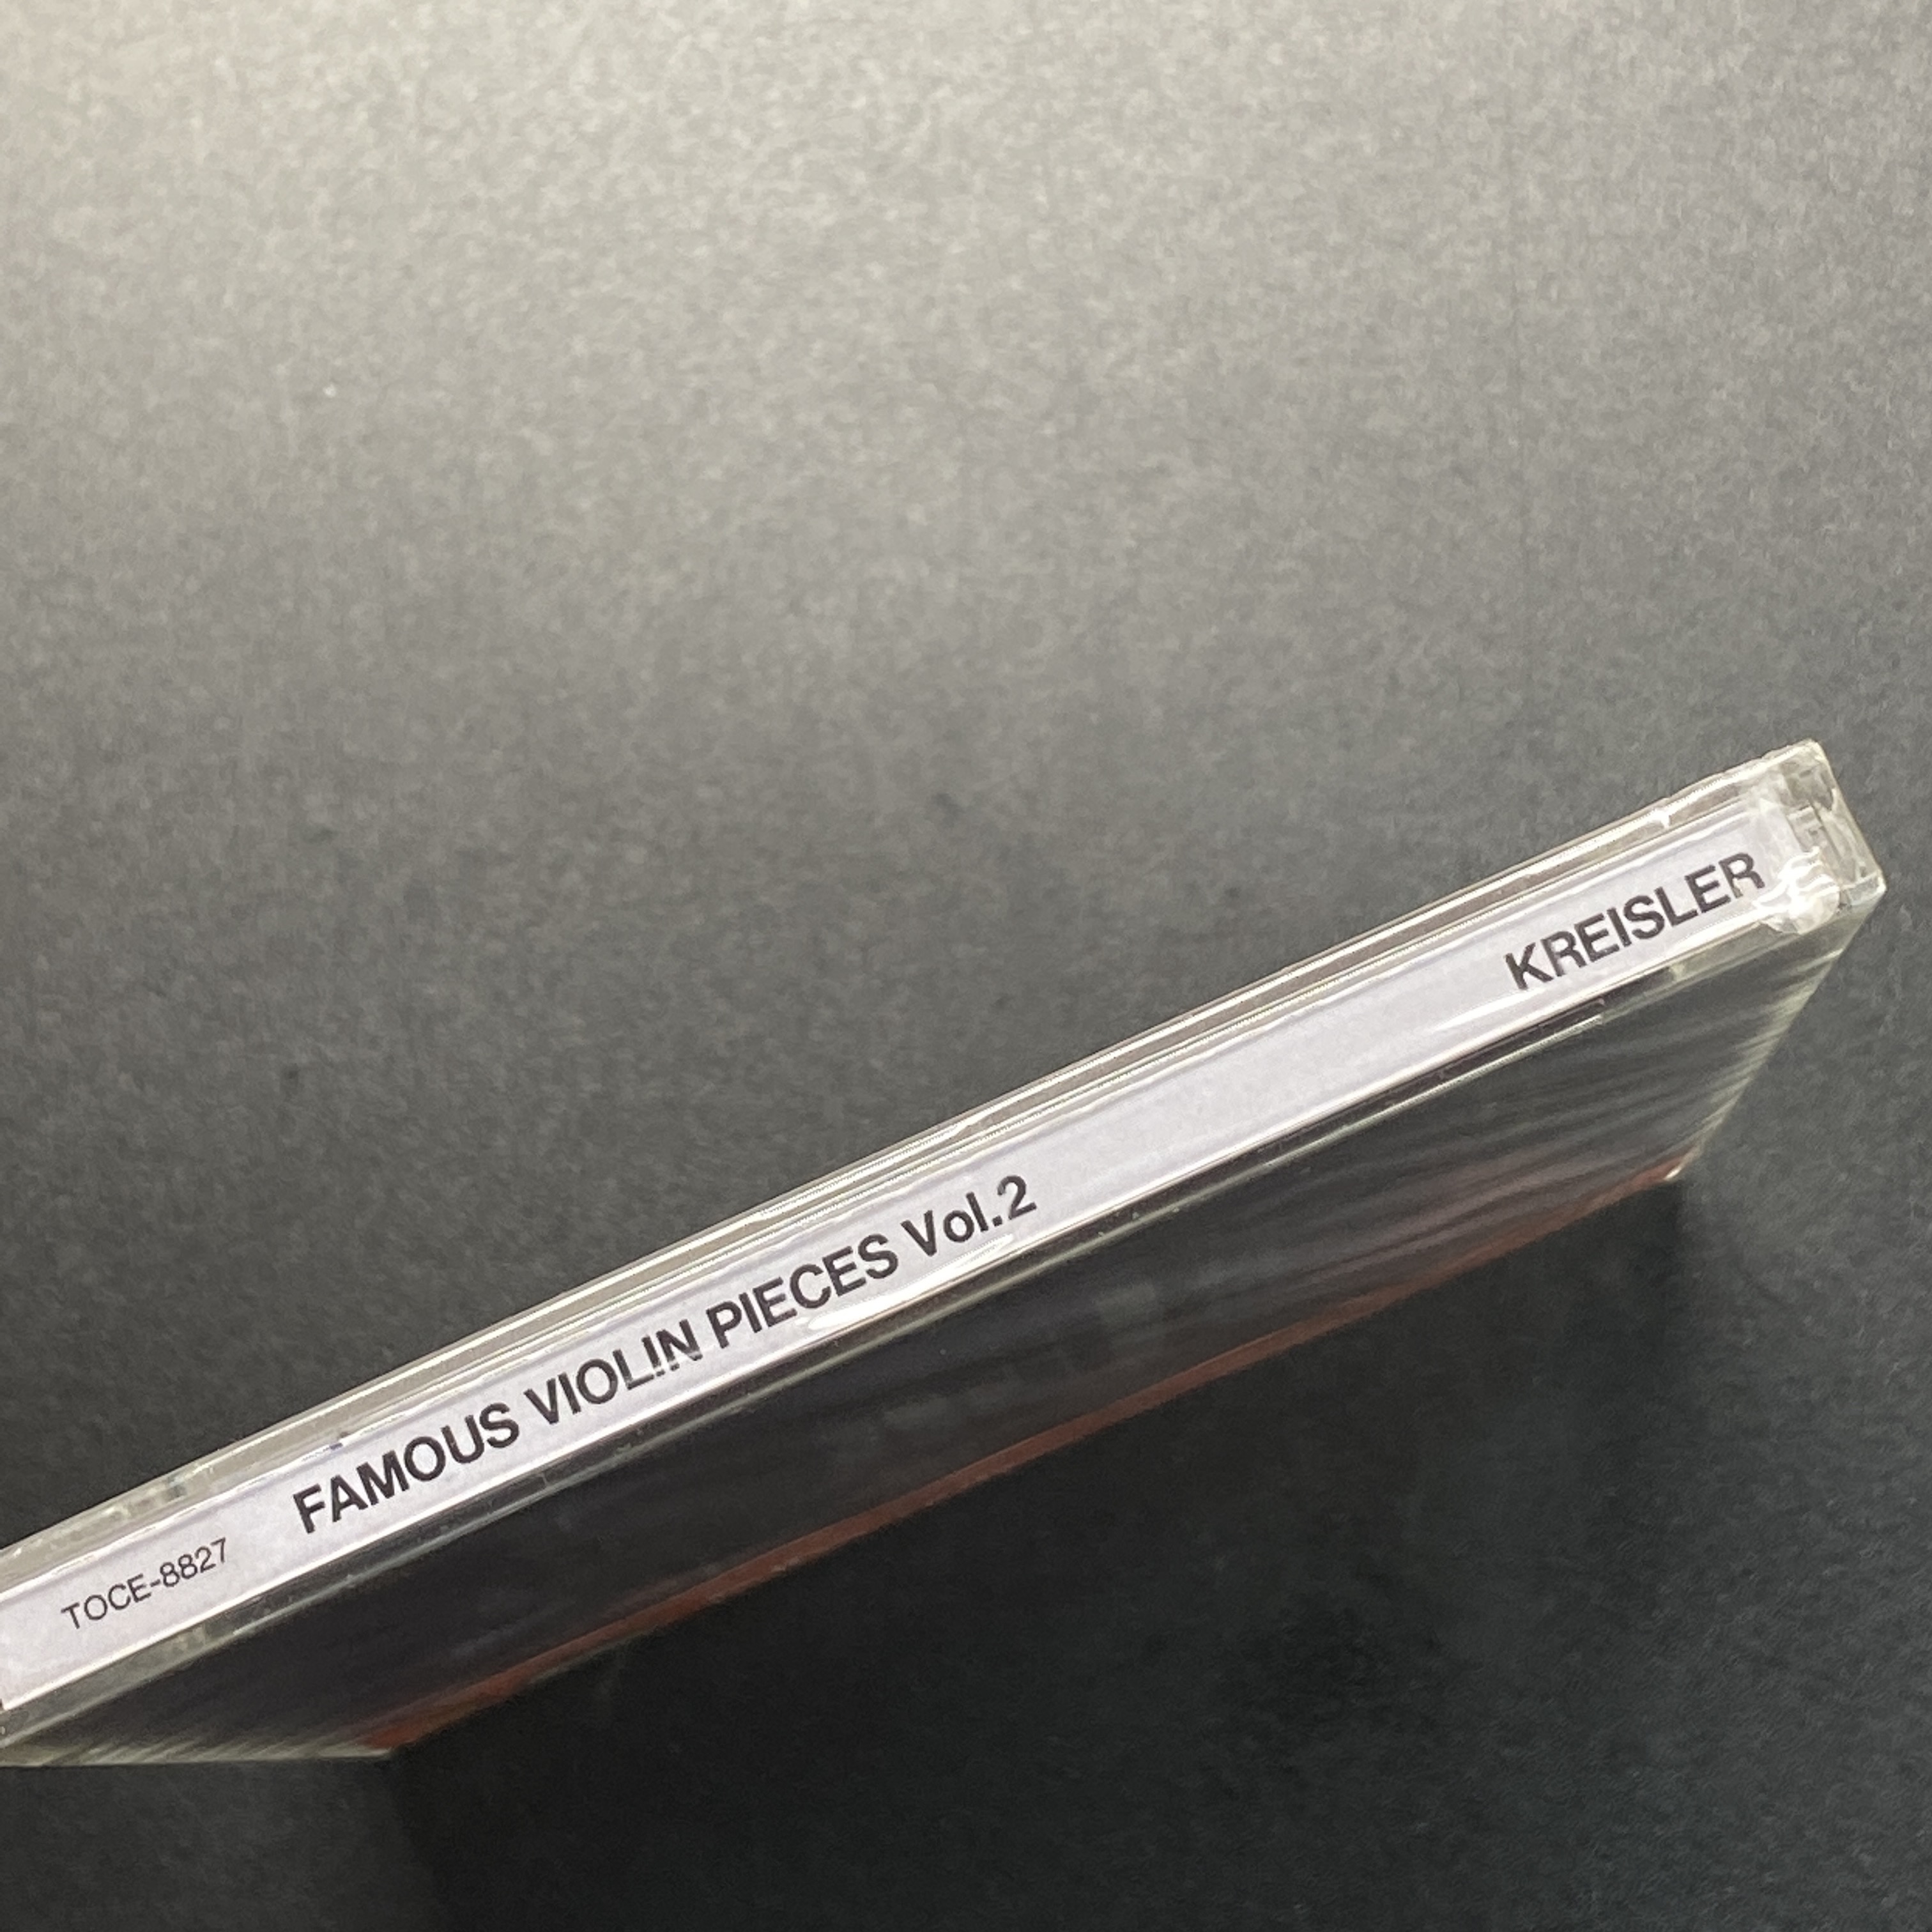 TOCE-8827 FAMOUS VIOLIN PIECES Vol.2 KREISLER